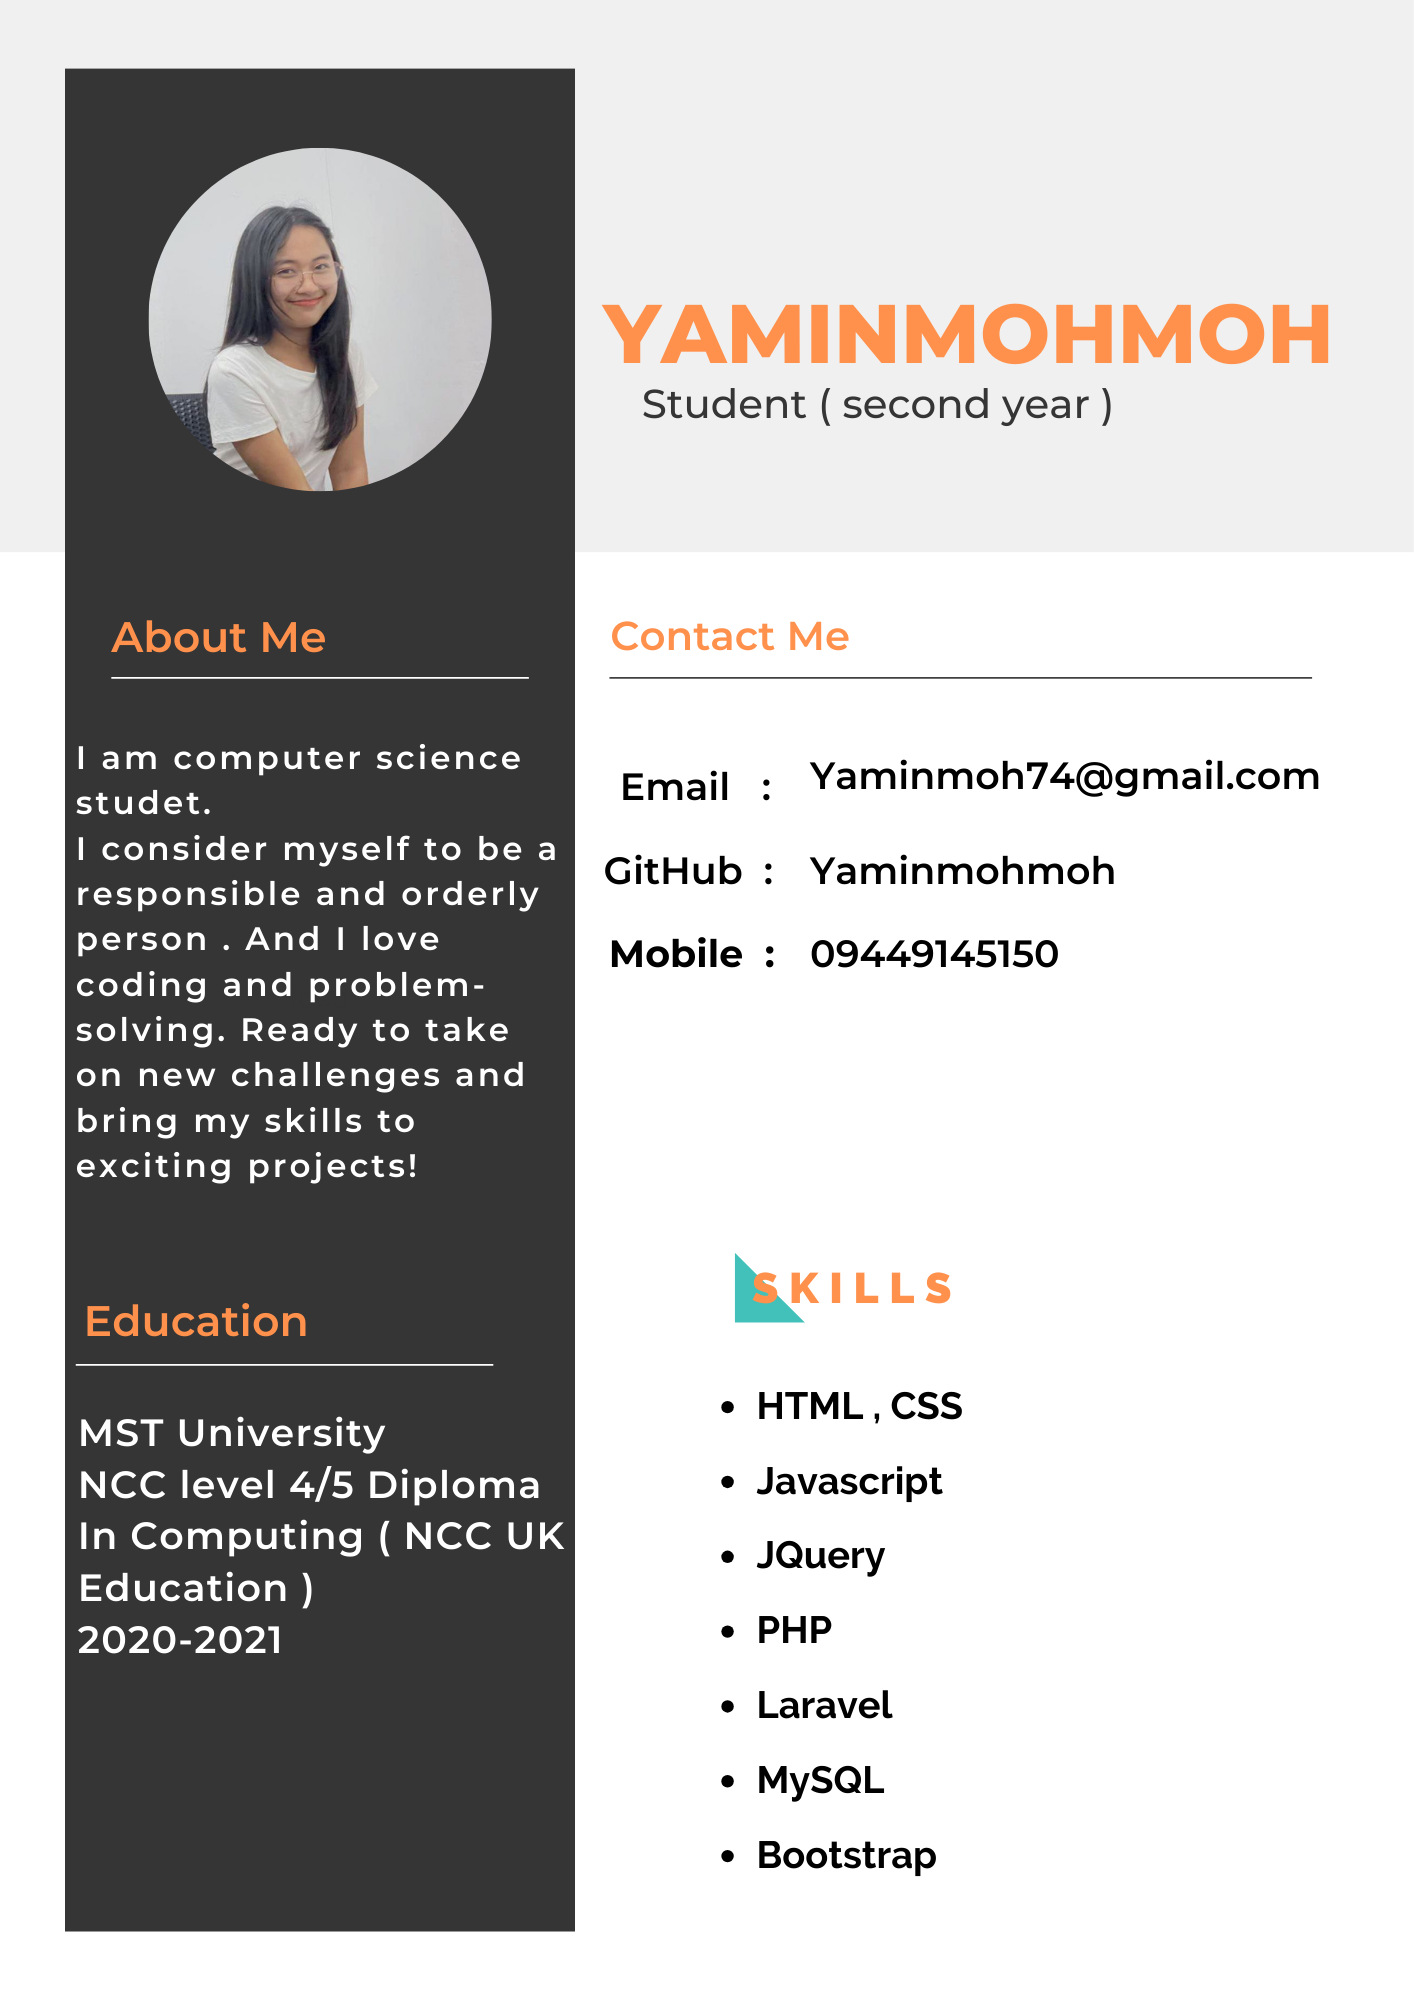 YAMINMOHMOH
Student ( second year )
About Me
I am computer science
studet.
I consider myself to be a
responsible and orderly
person . And I love
coding and problem-
solving. Ready to take
on new challenges and
bring my skills to
exciting projects!
Education
MST University
NCC level 4/5 Diploma
In Computing ( NCC UK
Education )
2020-2021
Contact Me
Email : Yaminmoh74@gmail.com
GitHub : Yaminmohmoh
Mobile : 09449145150
SKILLS
• HTML , CSS
• Javascript
• JQuery
• PHP
• Laravel
• MySQL
• Bootstrap